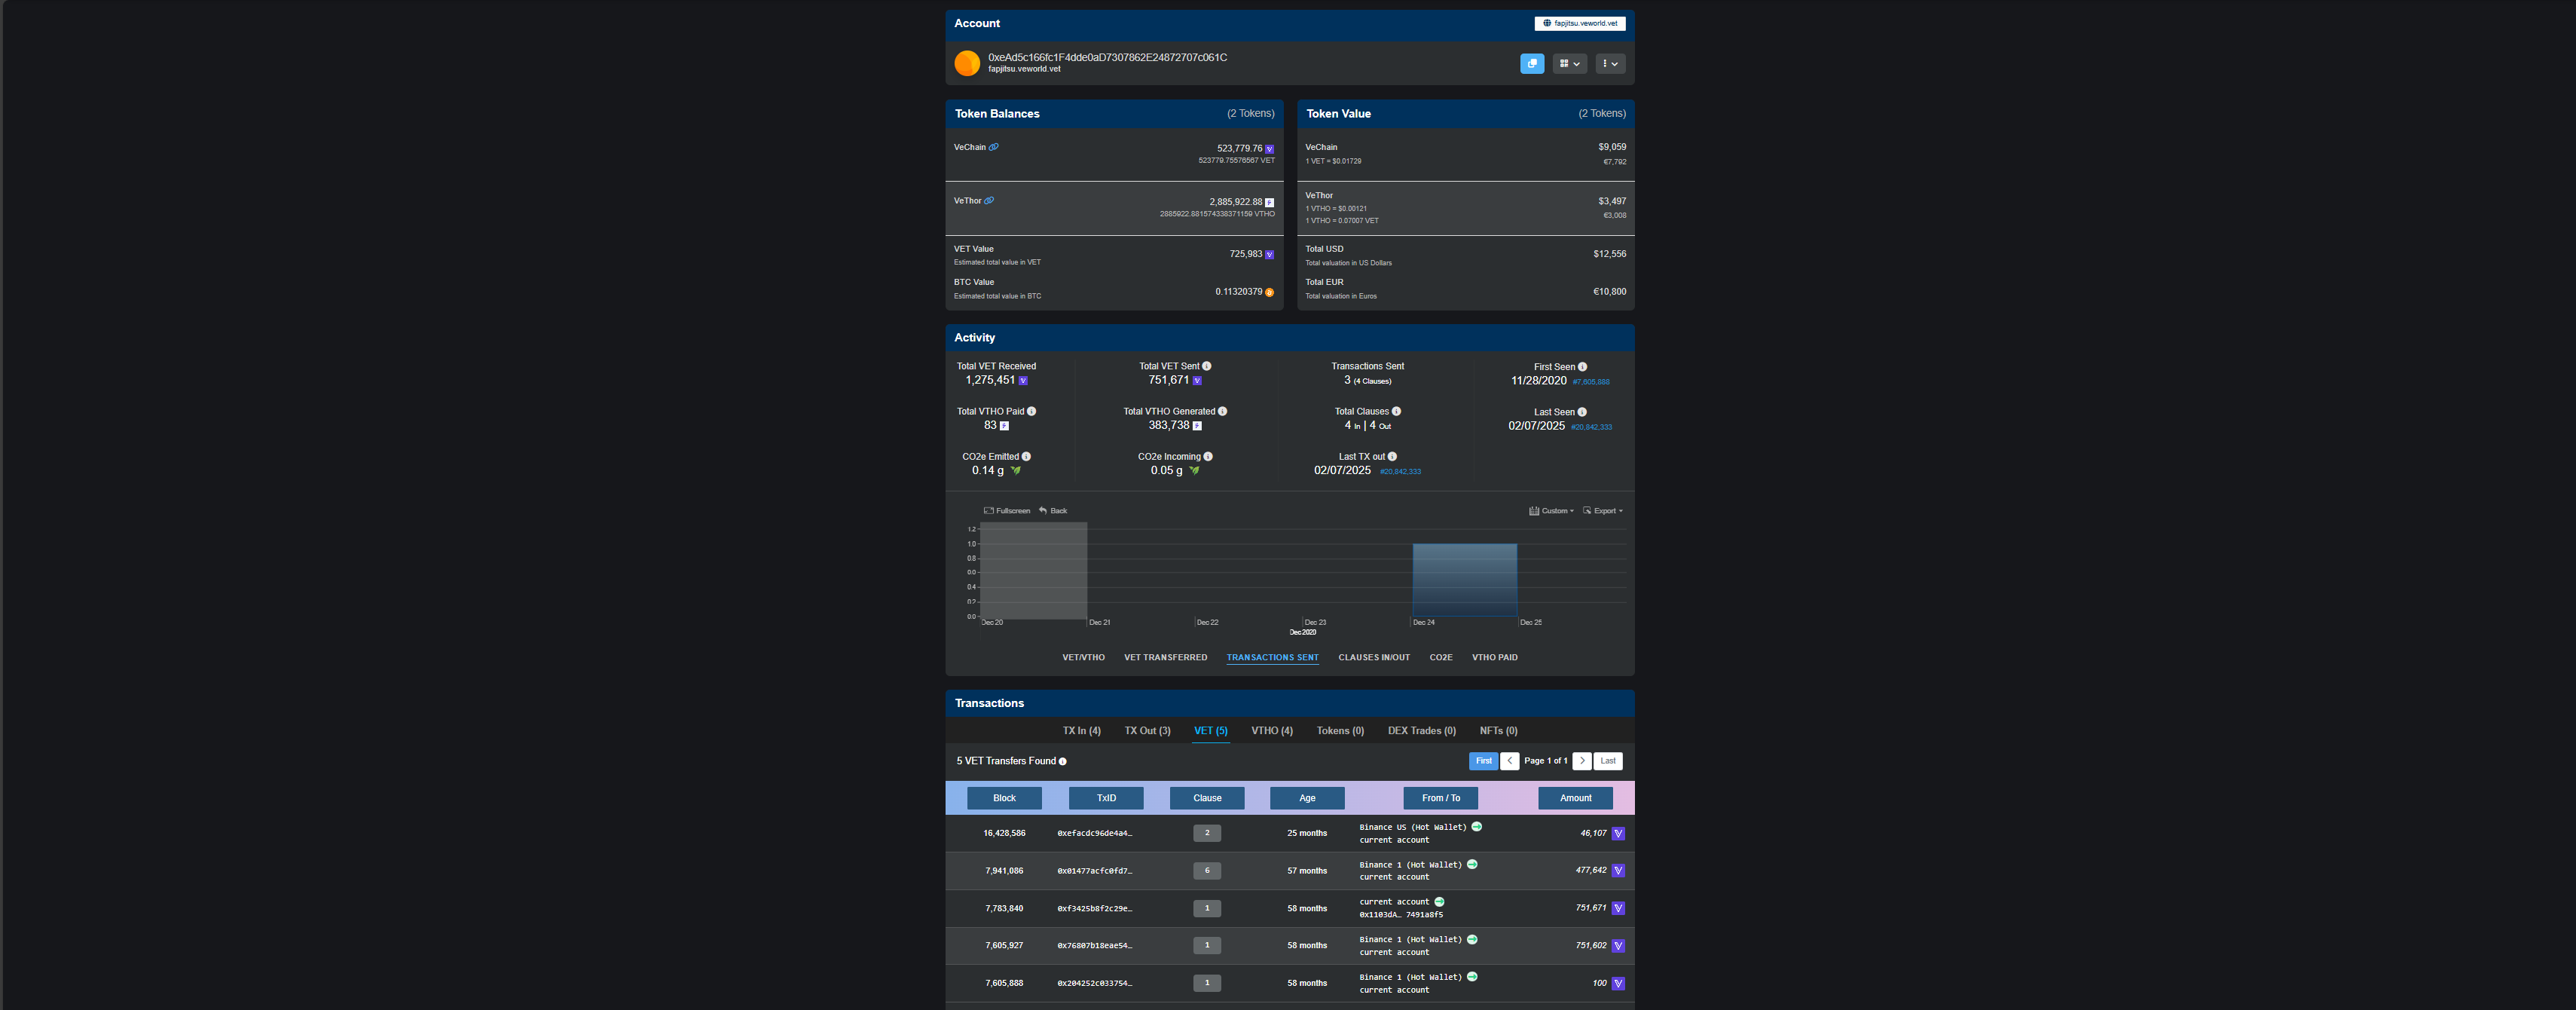 Account
fapjitsu.veworld.vet
0xeAd5c166fc1F4dde0aD7307862E24872707c061C
fapjitsu.veworld.vet
Token Balances
(2 Tokens)
VeChain
523,779.76
523779.75576567 VET
VeThor
2,885,922.88
2885922.881574338371159 VTHO
VET Value
Estimated total value in VET
725,983
BTC Value
Estimated total value in BTC
0.11320379
Token Value
(2 Tokens)
VeChain
1 VET = $0.01729
$9,059
€7,792
VeThor
1 VTHO = $0.00121
1 VTHO = 0.07007 VET
$3,497
€3,008
Total USD
Total valuation in US Dollars
$12,556
Total EUR
Total valuation in Euros
€10,800
Activity
Total VET Received
1,275,451
Total VET Sent
751,671
Transactions Sent
3 (4 Clauses)
First Seen
11/28/2020 #7,605,888
Total VTHO Paid
83
Total VTHO Generated
383,738
Total Clauses
4 In | 4 Out
Last Seen
02/07/2025 #20,842,333
CO2e Emitted
0.14 g
CO2e Incoming
0.05 g
Last TX out
02/07/2025 #20,842,333
Fullscreen Back
Custom Export
1.2
1.0
0.8
0.4
0.2
0.0
Dec 20 Dec 21 Dec 22 Dec 23 Dec 24 Dec 25
Dec 2020
VET/VTHO VET TRANSFERRED TRANSACTIONS SENT CLAUSES IN/OUT CO2E VTHO PAID
Transactions
TX In (4) TX Out (3) VET (5) VTHO (4) Tokens (0) DEX Trades (0) NFTs (0)
5 VET Transfers Found
First Page 1 of 1 Last
Block TxID Clause Age From / To Amount
16,428,586 0xefacdc96de4a4… 2 25 months Binance US (Hot Wallet) 46,107
current account
7,941,086 0x01477acfc0fd7… 6 57 months Binance 1 (Hot Wallet) 477,642
current account
7,783,840 0xf3425b8f2c29e… 1 58 months current account 751,671
0x1103dA… 7491a8f5
7,605,927 0x76807b18eae54… 1 58 months Binance 1 (Hot Wallet) 751,602
current account
7,605,888 0x204252c033754… 1 58 months Binance 1 (Hot Wallet) 100
current account